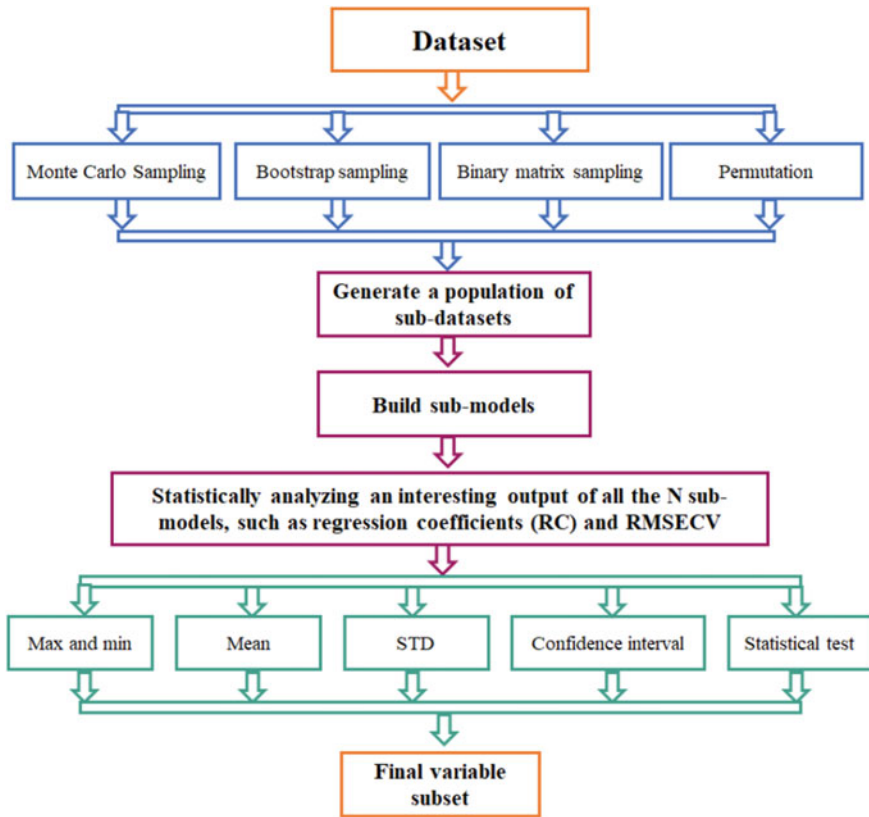 Dataset
Monte Carlo Sampling
Bootstrap sampling
Binary matrix sampling
Permutation
Generate a population of
sub-datasets
Build sub-models
Statistically analyzing an interesting output of all the N sub-
models, such as regression coefficients (RC) and RMSECV
Max and min
Mean
STD
Confidence interval
Statistical test
Final variable
subset